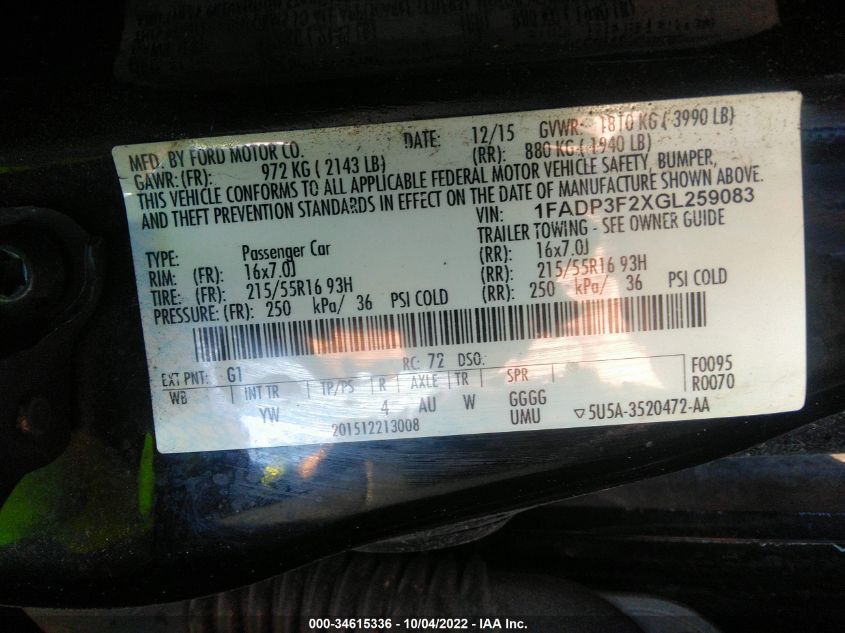 MFD. BY FORD MOTOR CO. DATE: 12/15 GVWR: 1810 KG ( 3990 LB)
GAWR: (FR): 972 KG ( 2143 LB) (RR): 880 KG ( 1940 LB)
THIS VEHICLE CONFORMS TO ALL APPLICABLE FEDERAL MOTOR VEHICLE SAFETY, BUMPER,
AND THEFT PREVENTION STANDARDS IN EFFECT ON THE DATE OF MANUFACTURE SHOWN ABOVE.
VIN: 1FADP3F2XGL259083
TRAILER TOWING - SEE OWNER GUIDE
TYPE: Passenger Car
RIM: (FR): 16x7.0J (RR): 16x7.0J
TIRE: (FR): 215/55R16 93H (RR): 215/55R16 93H
PRESSURE: (FR): 250 kPa/ 36 PSI COLD (RR): 250 kPa/ 36 PSI COLD
EXT PNT: G1 RC: 72 DSO:
WB INT TR TP/PS R AXLE TR SPR F0095
YW 4 AU W GGGG R0070
UMU
201512213008 ▽5U5A-3520472-AA
000-34615336 - 10/04/2022 - IAA Inc.